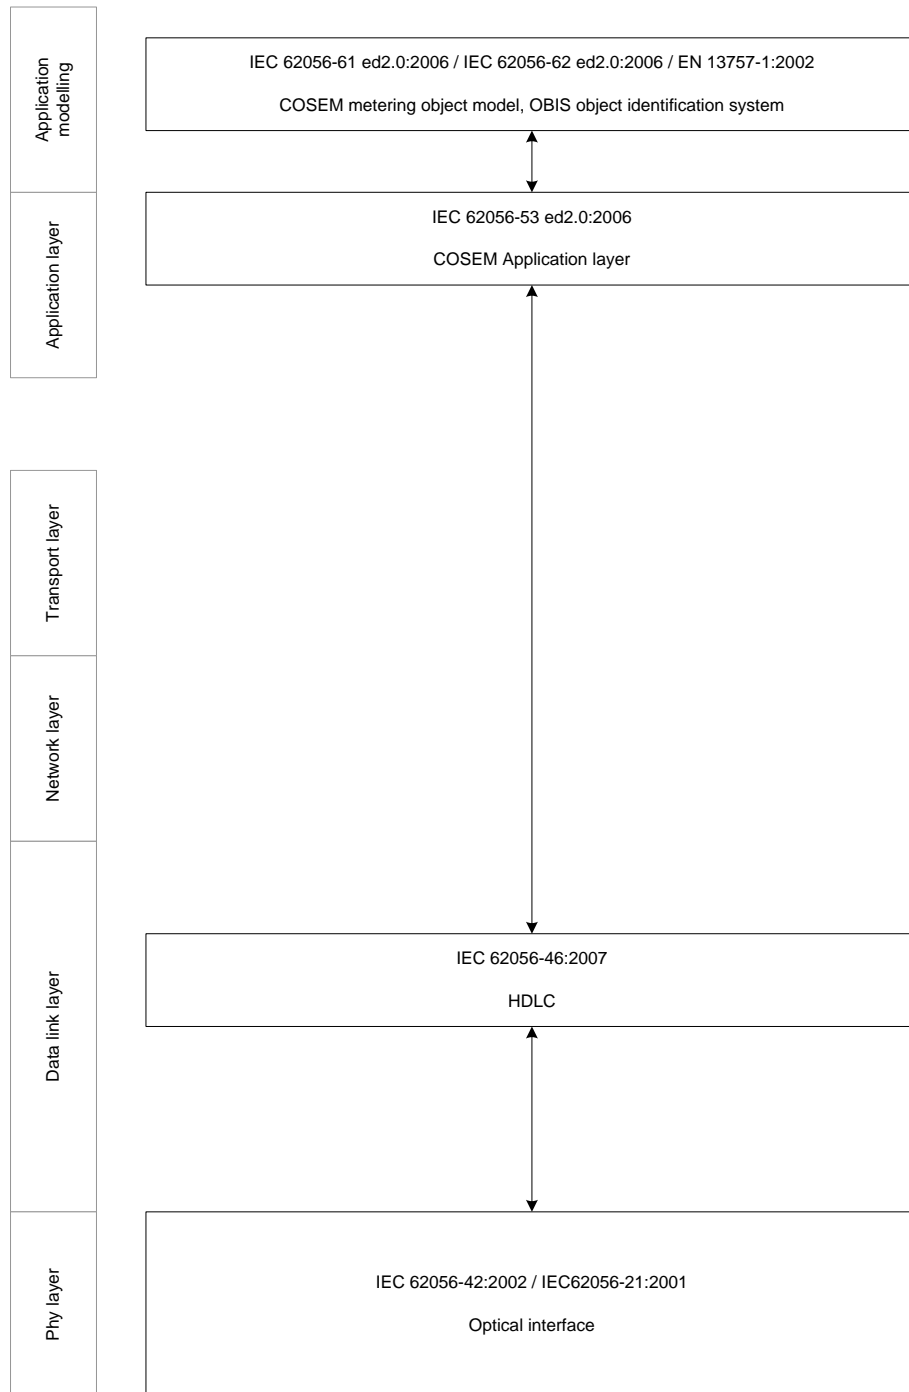 Application
modelling
IEC 62056-61 ed2.0:2006 / IEC 62056-62 ed2.0:2006 / EN 13757-1:2002
COSEM metering object model, OBIS object identification system
Application layer
IEC 62056-53 ed2.0:2006
COSEM Application layer
Transport layer
Network layer
Data link layer
IEC 62056-46:2007
HDLC
Phy layer
IEC 62056-42:2002 / IEC62056-21:2001
Optical interface